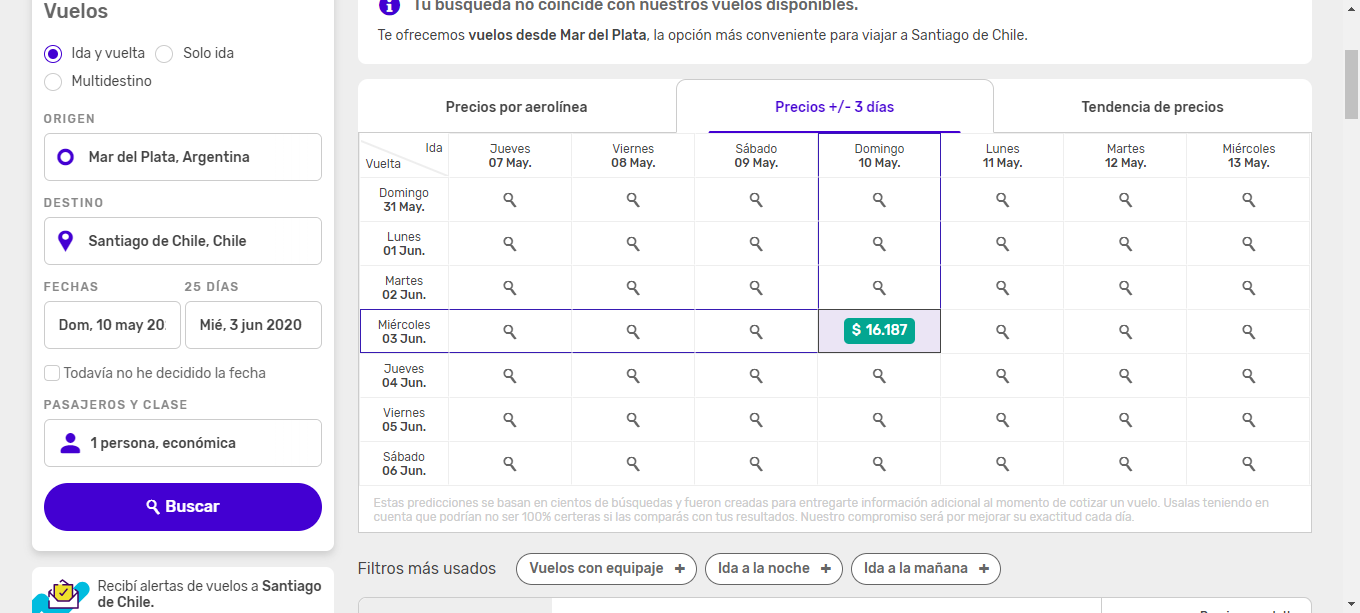 Vuelos
Ida y vuelta
Solo ida
Multidestino
ORIGEN
Mar del Plata, Argentina
DESTINO
Santiago de Chile, Chile
FECHAS
25 DÍAS
Dom, 10 may 20
Mié, 3 jun 2020
Todavía no he decidido la fecha
PASAJEROS Y CLASE
1 persona, económica
Buscar
Recibí alertas de vuelos a Santiago
de Chile.
Tu búsqueda no coincide con nuestros vuelos disponibles.
Te ofrecemos vuelos desde Mar del Plata, la opción más conveniente para viajar a Santiago de Chile.
Precios por aerolínea
Precios +/- 3 días
Tendencia de precios
Ida
Vuelta
Jueves
07 May.
Viernes
08 May.
Sábado
09 May.
Domingo
10 May.
Lunes
11 May.
Martes
12 May.
Miércoles
13 May.
Domingo
31 May.
Lunes
01 Jun.
Martes
02 Jun.
Miércoles
03 Jun.
$ 16.187
Jueves
04 Jun.
Viernes
05 Jun.
Sábado
06 Jun.
Estas predicciones se basan en cientos de búsquedas y fueron creadas para entregarte información adicional al momento de cotizar un vuelo. Usalas teniendo en
cuenta que podrían no ser 100% certeras si las comparás con tus resultados. Nuestro compromiso será por mejorar su exactitud cada día.
Filtros más usados
Vuelos con equipaje +
Ida a la noche +
Ida a la mañana +